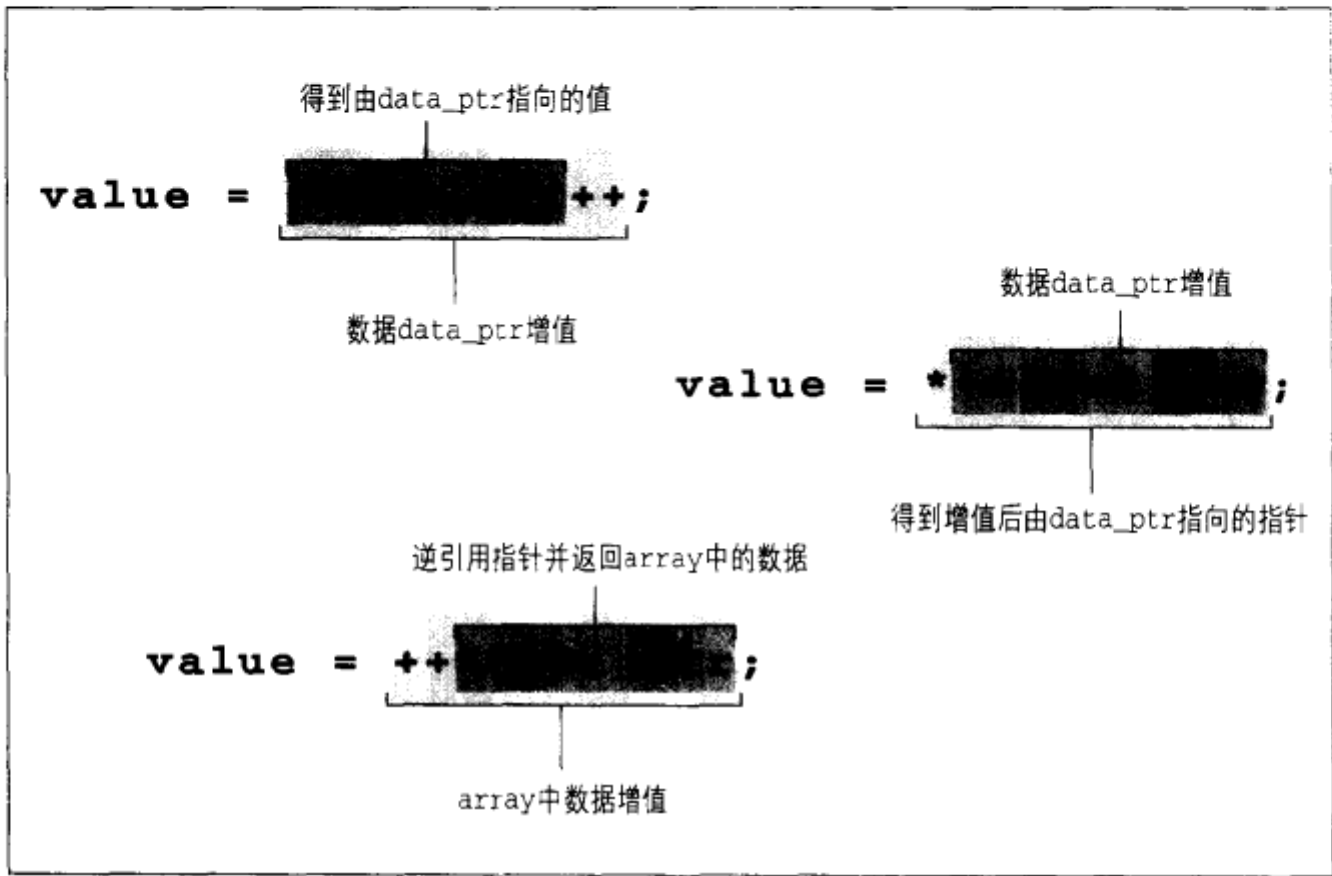 得到由data_ptr指向的值
value = ++;
数据data_ptr增值
数据data_ptr增值
value = *;
得到增值后由data_ptr指向的指针
逆引用指针并返回array中的数据
value = ++;
array中数据增值